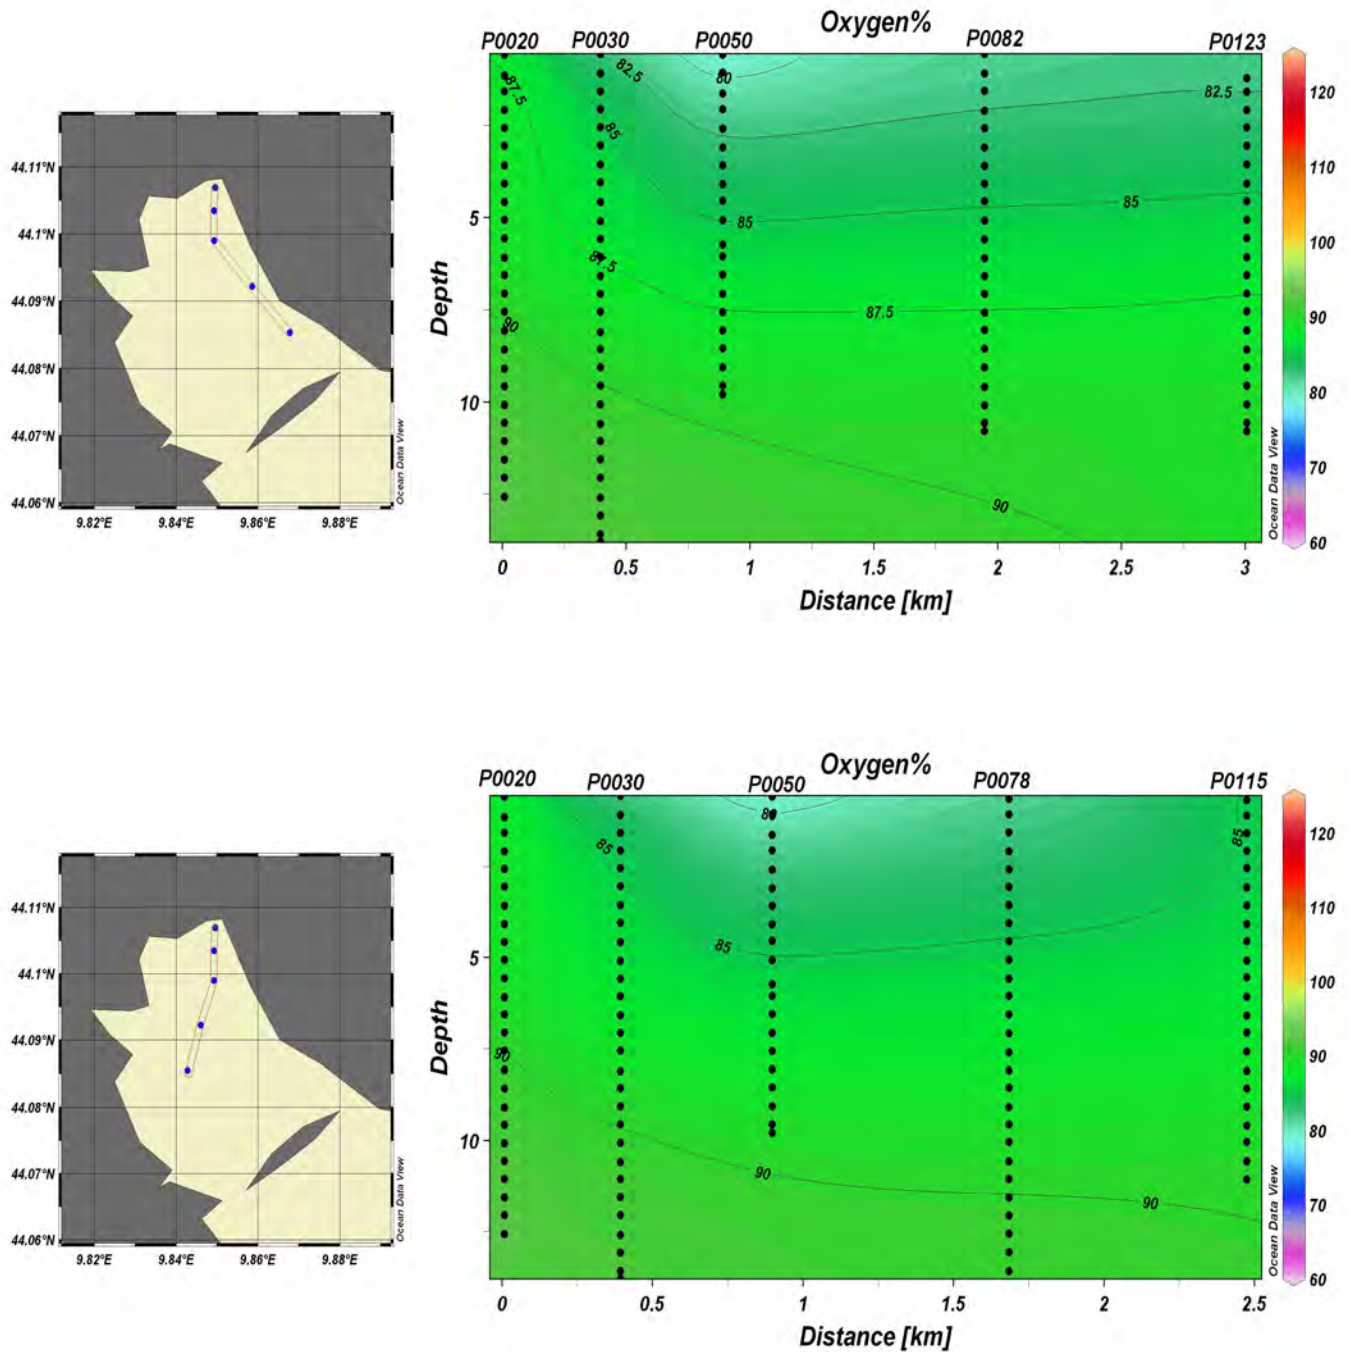 Oxygen%
P0020 P0030 P0050 P0082 P0123
44.11°N
44.1°N
44.09°N
44.08°N
44.07°N
44.06°N
9.82°E 9.84°E 9.86°E 9.88°E
Ocean Data View
Depth
5
10
87.5
82.5
85
80
82.5
85
85
87.5
87.5
90
90
0 0.5 1 1.5 2 2.5 3
Distance [km]
Ocean Data View
120
110
100
90
80
70
60
Oxygen%
P0020 P0030 P0050 P0078 P0115
44.11°N
44.1°N
44.09°N
44.08°N
44.07°N
44.06°N
9.82°E 9.84°E 9.86°E 9.88°E
Ocean Data View
Depth
5
10
85
80
85
85
90
90
90
0 0.5 1 1.5 2 2.5
Distance [km]
Ocean Data View
120
110
100
90
80
70
60